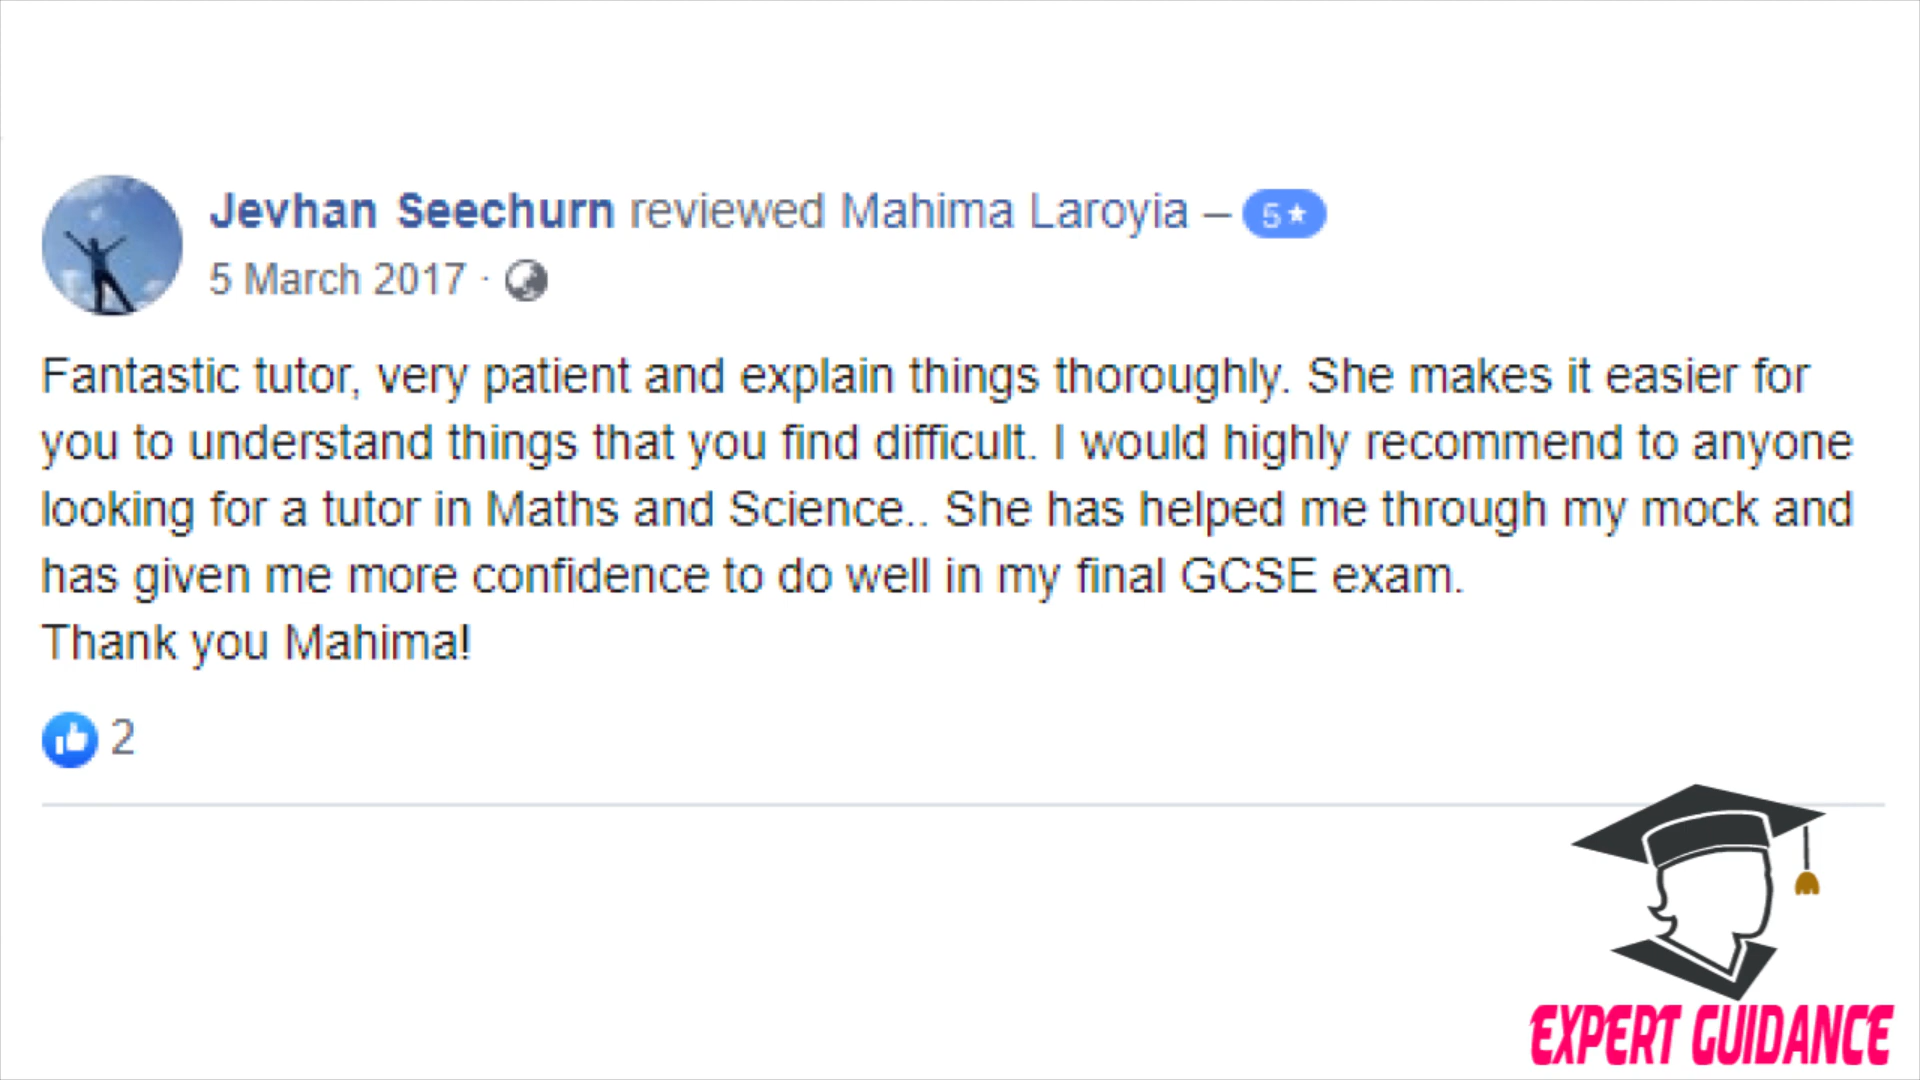 Jevhan Seechurn reviewed Mahima Laroyia – 5★
5 March 2017 ·
Fantastic tutor, very patient and explain things thoroughly. She makes it easier for
you to understand things that you find difficult. I would highly recommend to anyone
looking for a tutor in Maths and Science.. She has helped me through my mock and
has given me more confidence to do well in my final GCSE exam.
Thank you Mahima!
2
EXPERT GUIDANCE